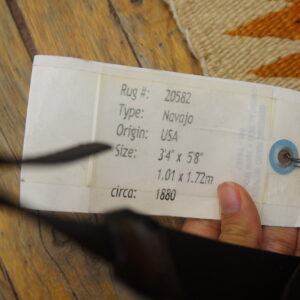 Rug #: 20582
Type: Navajo
Origin: USA
Size: 3'4" x 5'8"
1.01 x 1.72m
circa: 1880